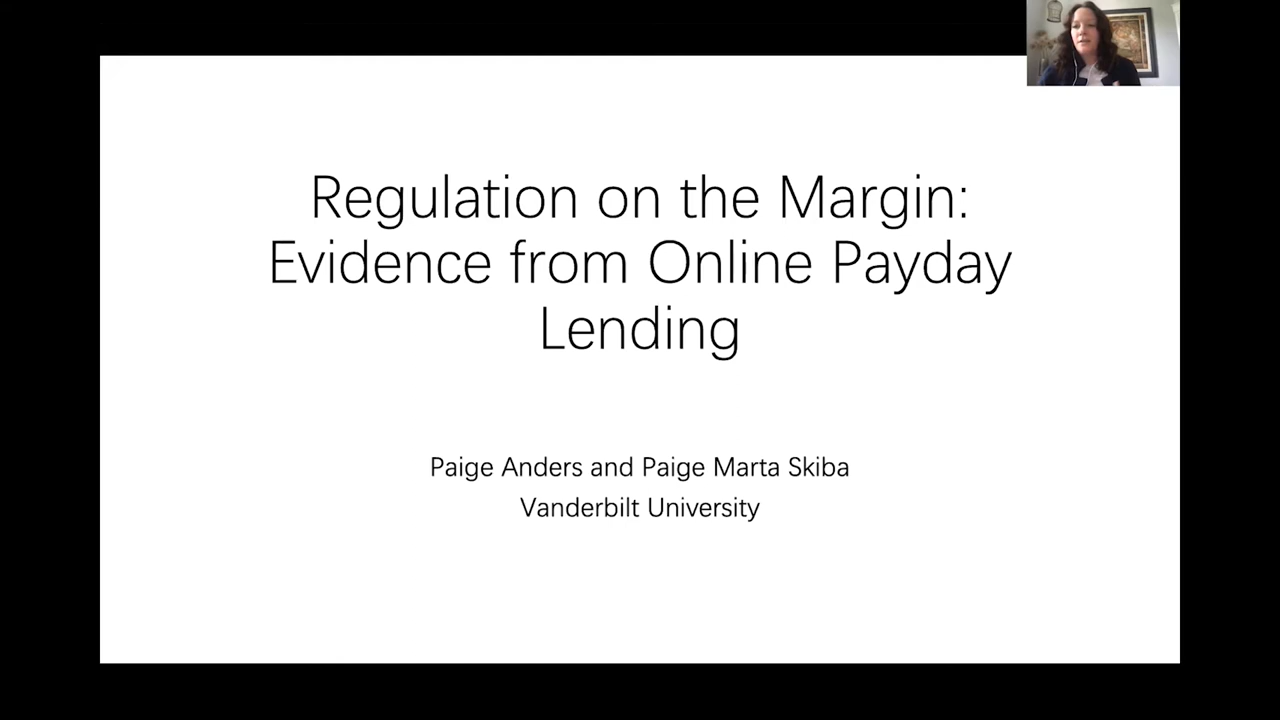 Regulation on the Margin:
Evidence from Online Payday
Lending
Paige Anders and Paige Marta Skiba
Vanderbilt University